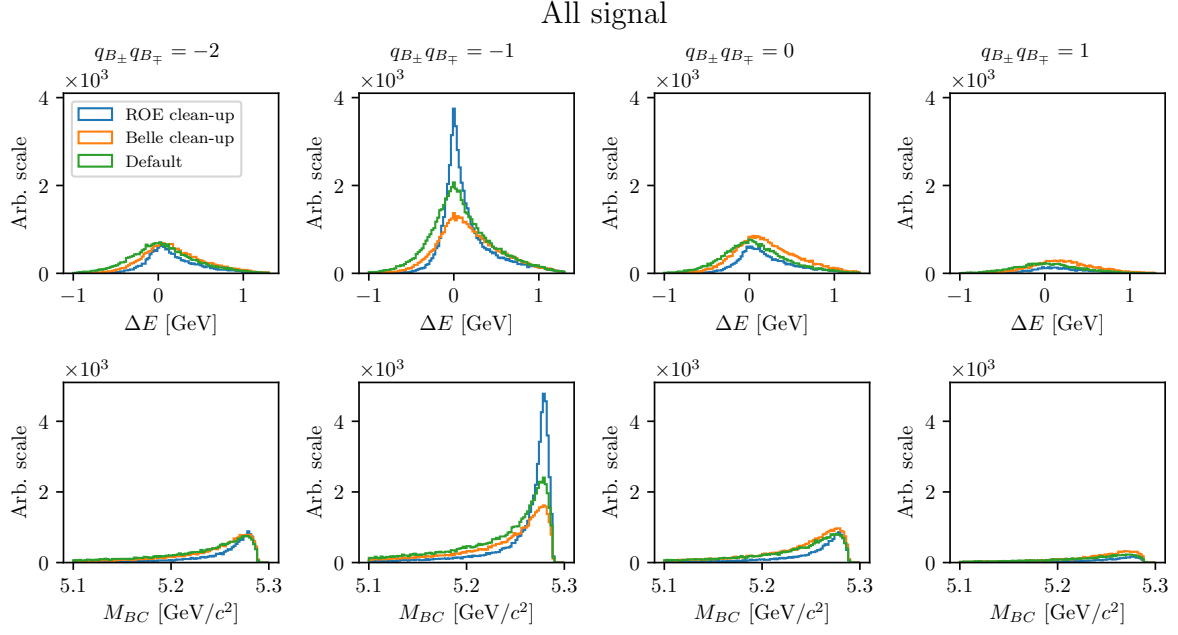 All signal
q_{B±} q_{B∓} = −2
q_{B±} q_{B∓} = −1
q_{B±} q_{B∓} = 0
q_{B±} q_{B∓} = 1
×10³
×10³
×10³
×10³
4
2
0
4
2
0
4
2
0
4
2
0
Arb. scale
Arb. scale
Arb. scale
Arb. scale
ROE clean-up
Belle clean-up
Default
−1 0 1
−1 0 1
−1 0 1
−1 0 1
ΔE [GeV]
ΔE [GeV]
ΔE [GeV]
ΔE [GeV]
×10³
×10³
×10³
×10³
4
2
0
4
2
0
4
2
0
4
2
0
Arb. scale
Arb. scale
Arb. scale
Arb. scale
5.1 5.2 5.3
5.1 5.2 5.3
5.1 5.2 5.3
5.1 5.2 5.3
M_{BC} [GeV/c²]
M_{BC} [GeV/c²]
M_{BC} [GeV/c²]
M_{BC} [GeV/c²]